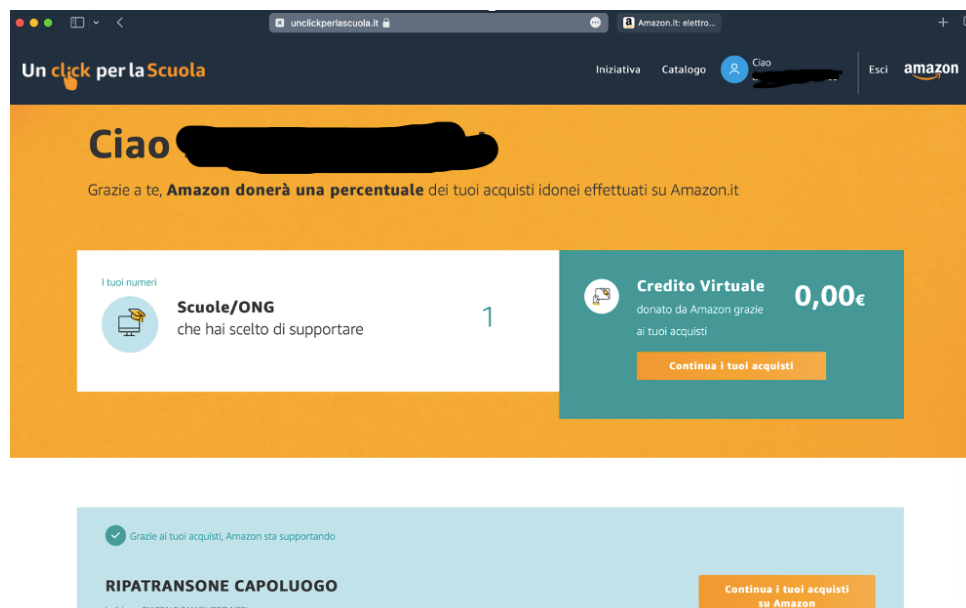 unclickperlascuola.it
Amazon.it: elettro...
Un click per la Scuola
Iniziativa
Catalogo
Ciao
Esci
amazon
Ciao
Grazie a te, Amazon donerà una percentuale dei tuoi acquisti idonei effettuati su Amazon.it
I tuoi numeri
Scuole/ONG
che hai scelto di supportare
1
Credito Virtuale
donato da Amazon grazie
ai tuoi acquisti
0,00€
Continua i tuoi acquisti
Grazie ai tuoi acquisti, Amazon sta supportando
RIPATRANSONE CAPOLUOGO
Continua i tuoi acquisti
su Amazon